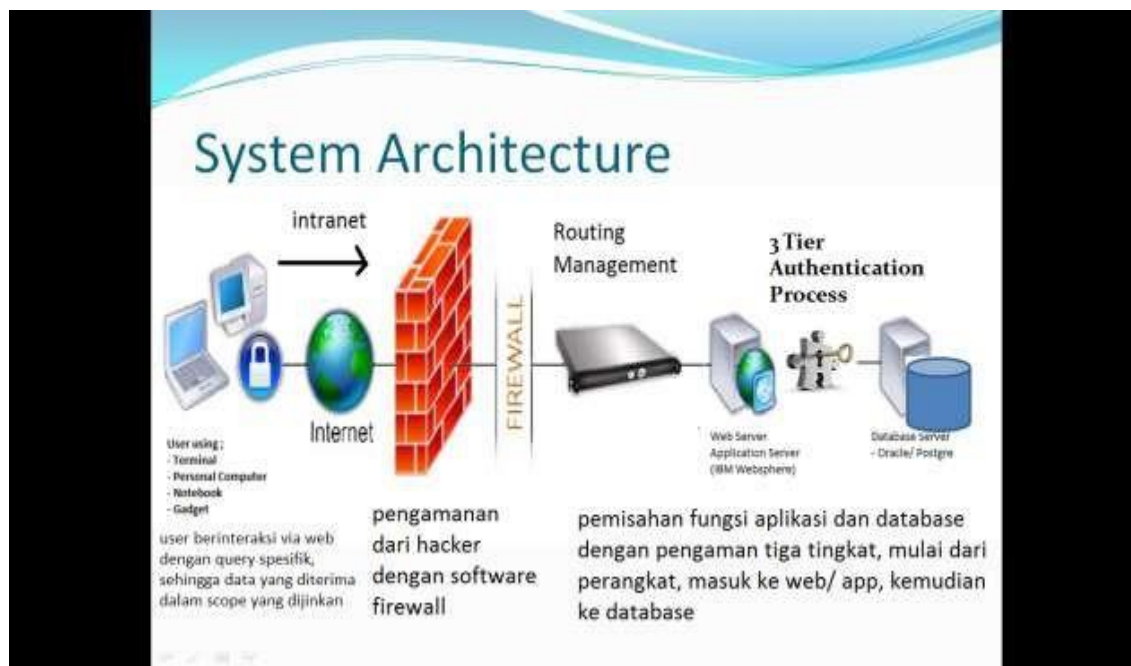 System Architecture
intranet
Internet
FIREWALL
Routing
Management
3 Tier
Authentication
Process
User using ;
- Terminal
- Personal Computer
- Notebook
- Gadget
Web Server
Application Server
(IBM Websphere)
Database Server
- Oracle/ Postgre
user berinteraksi via web
dengan query spesifik,
sehingga data yang diterima
dalam scope yang dijinkan
pengamanan
dari hacker
dengan software
firewall
pemisahan fungsi aplikasi dan database
dengan pengaman tiga tingkat, mulai dari
perangkat, masuk ke web/ app, kemudian
ke database